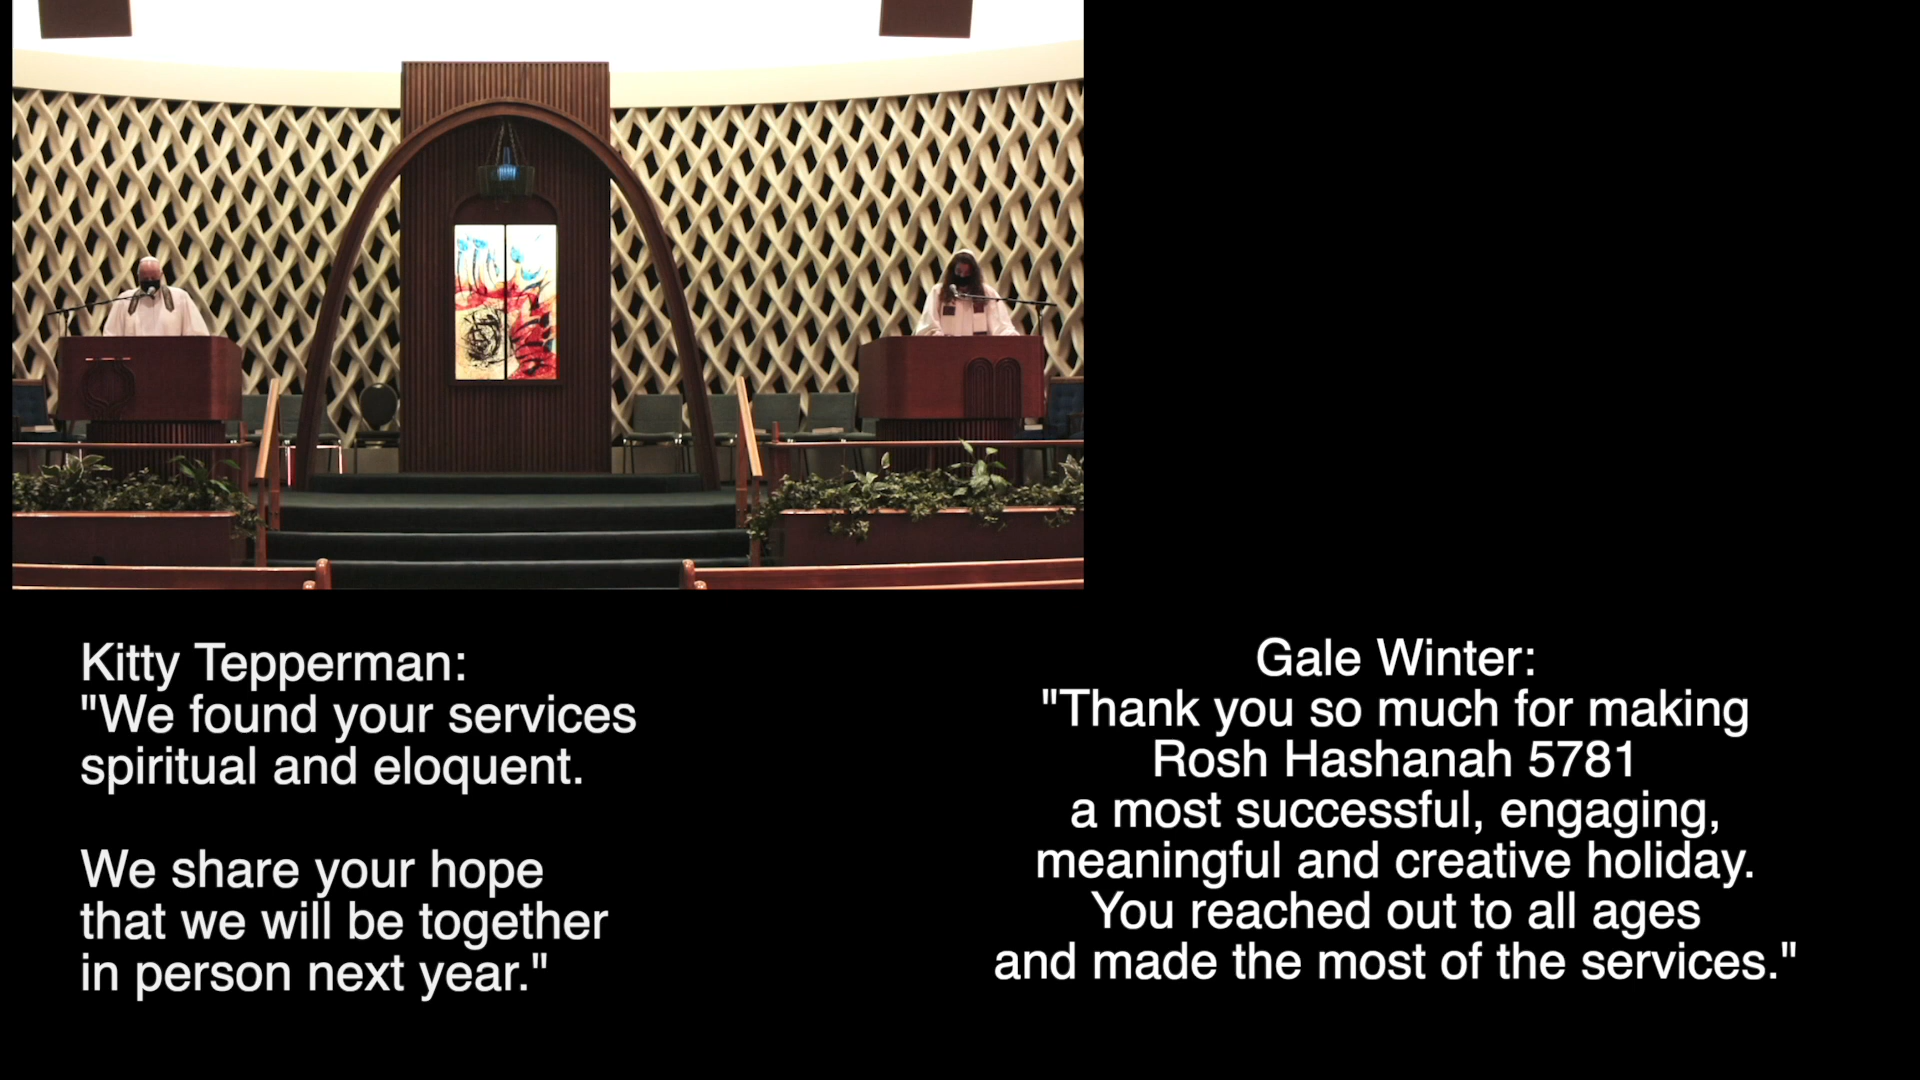 Kitty Tepperman:
"We found your services
spiritual and eloquent.
We share your hope
that we will be together
in person next year."
Gale Winter:
"Thank you so much for making
Rosh Hashanah 5781
a most successful, engaging,
meaningful and creative holiday.
You reached out to all ages
and made the most of the services."